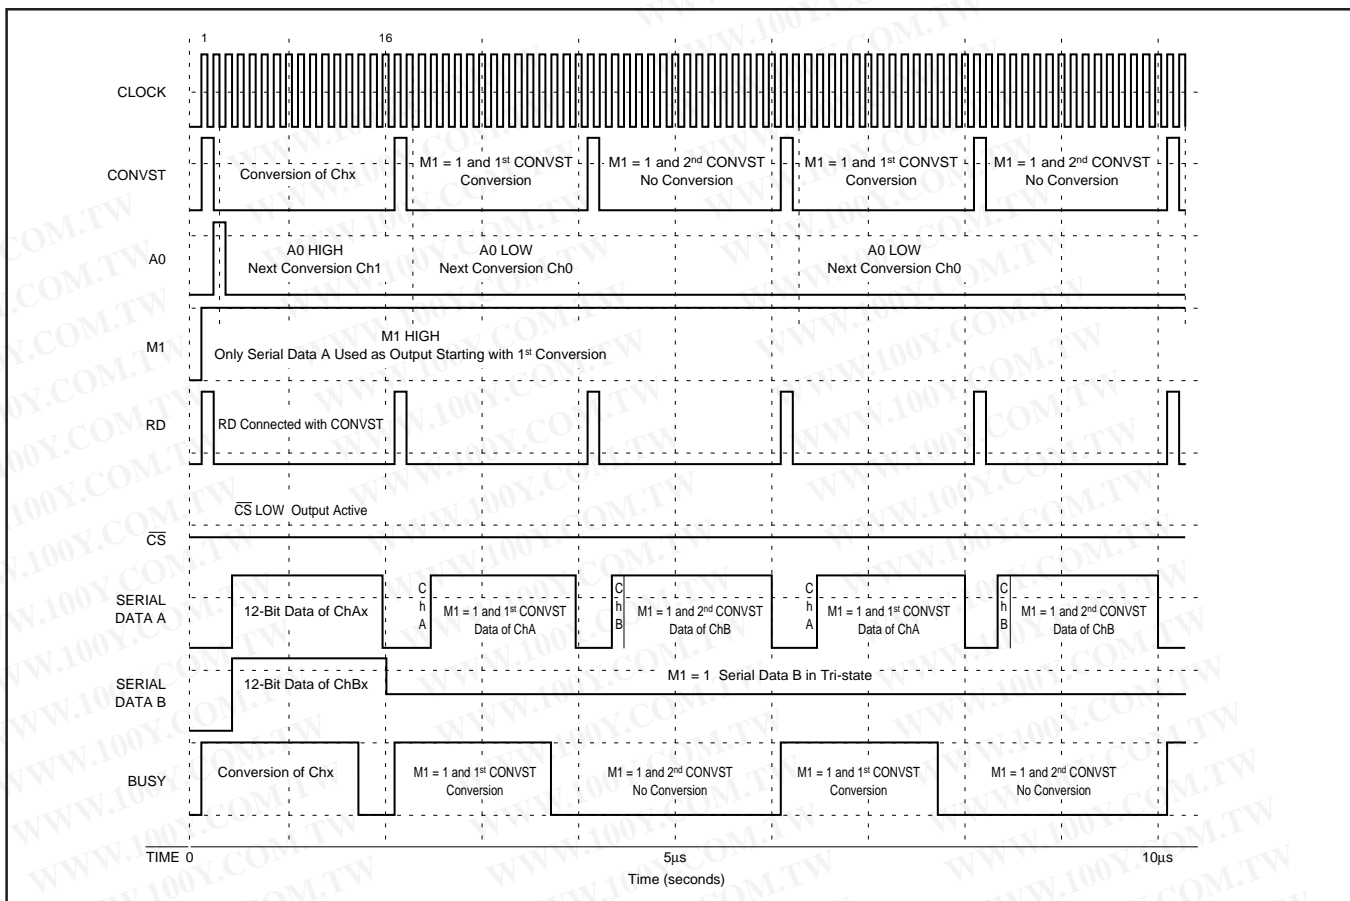 1 16
CLOCK
CONVST
Conversion of Chx
M1 = 1 and 1st CONVST
Conversion
M1 = 1 and 2nd CONVST
No Conversion
M1 = 1 and 1st CONVST
Conversion
M1 = 1 and 2nd CONVST
No Conversion
A0
A0 HIGH
Next Conversion Ch1
A0 LOW
Next Conversion Ch0
A0 LOW
Next Conversion Ch0
M1
M1 HIGH
Only Serial Data A Used as Output Starting with 1st Conversion
RD
RD Connected with CONVST
CS LOW Output Active
CS
SERIAL
DATA A
12-Bit Data of ChAx
ChA
M1 = 1 and 1st CONVST
Data of ChA
ChB
M1 = 1 and 2nd CONVST
Data of ChB
ChA
M1 = 1 and 1st CONVST
Data of ChA
ChB
M1 = 1 and 2nd CONVST
Data of ChB
SERIAL
DATA B
12-Bit Data of ChBx
M1 = 1 Serial Data B in Tri-state
BUSY
Conversion of Chx
M1 = 1 and 1st CONVST
Conversion
M1 = 1 and 2nd CONVST
No Conversion
M1 = 1 and 1st CONVST
Conversion
M1 = 1 and 2nd CONVST
No Conversion
TIME 0 5µs 10µs
Time (seconds)
WWW.100Y.COM.TW